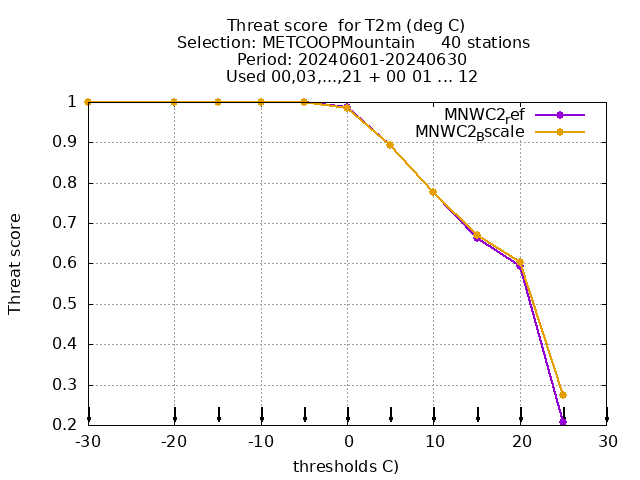 Threat score  for T2m (deg C)
Selection: METCOOPMountain     40 stations
Period: 20240601-20240630
Used 00,03,...,21 + 00 01 ... 12
MNWC2ref
MNWC2Bscale
1
0.9
0.8
0.7
0.6
0.5
0.4
0.3
0.2
Threat score
-30 -20 -10 0 10 20 30
thresholds C)